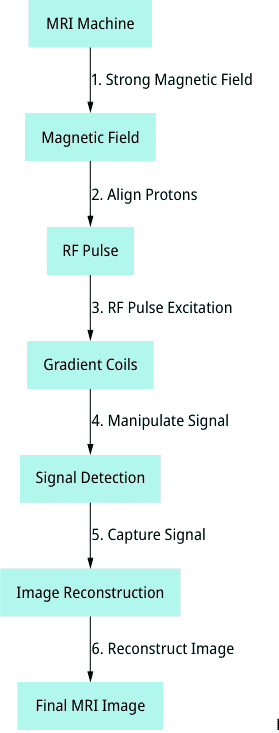 MRI Machine
1. Strong Magnetic Field
Magnetic Field
2. Align Protons
RF Pulse
3. RF Pulse Excitation
Gradient Coils
4. Manipulate Signal
Signal Detection
5. Capture Signal
Image Reconstruction
6. Reconstruct Image
Final MRI Image